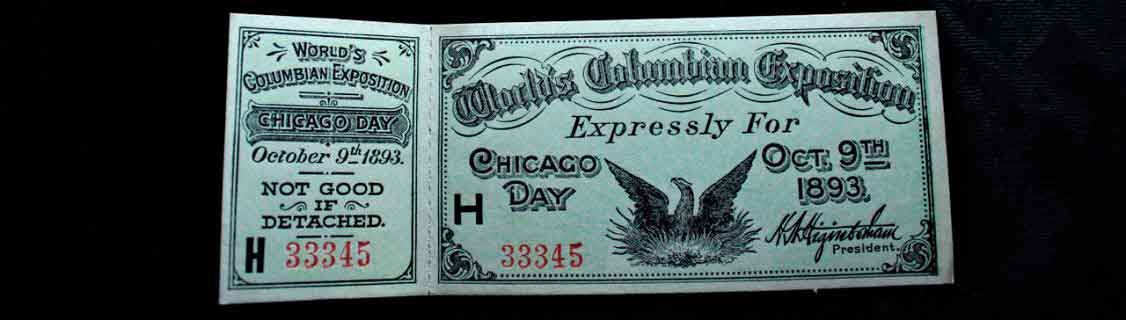 WORLD'S
COLUMBIAN EXPOSITION
CHICAGO DAY
October 9th 1893.
NOT GOOD
IF
DETACHED.
H 33345
World's Columbian Exposition
Expressly For
CHICAGO
DAY
OCT. 9TH
1893.
H
33345
H N Higinbotham
President.